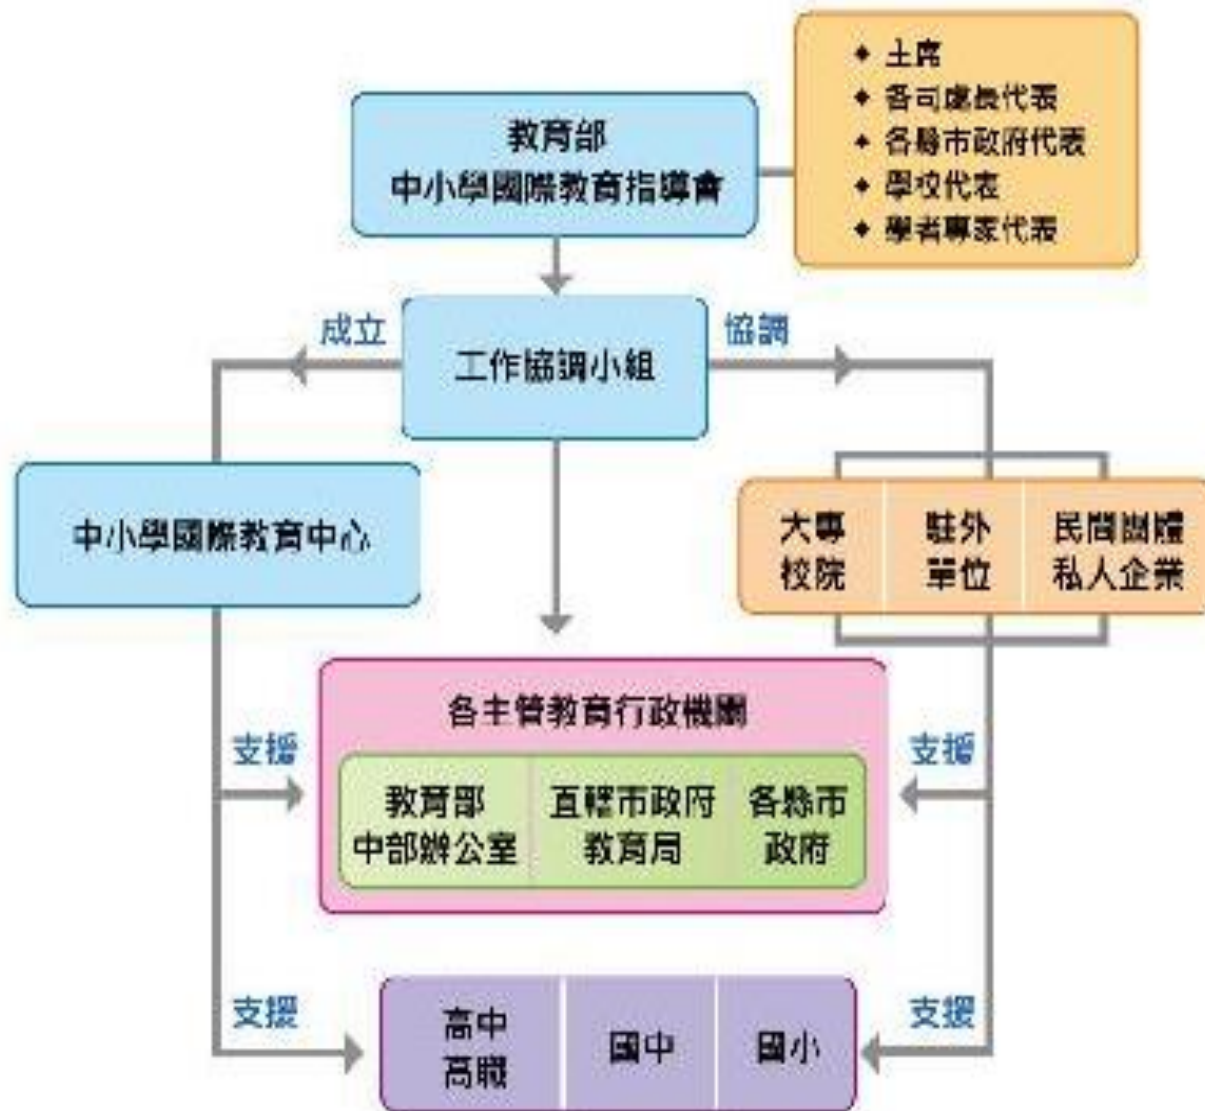 教育部
中小學國際教育指導會
◆ 主席
◆ 各司處長代表
◆ 各縣市政府代表
◆ 學校代表
◆ 學者專家代表
成立
工作協調小組
協調
中小學國際教育中心
大專
校院
駐外
單位
民間團體
私人企業
各主管教育行政機關
支援
支援
教育部
中部辦公室
直轄市政府
教育局
各縣市
政府
支援
支援
高中
高職
國中
國小